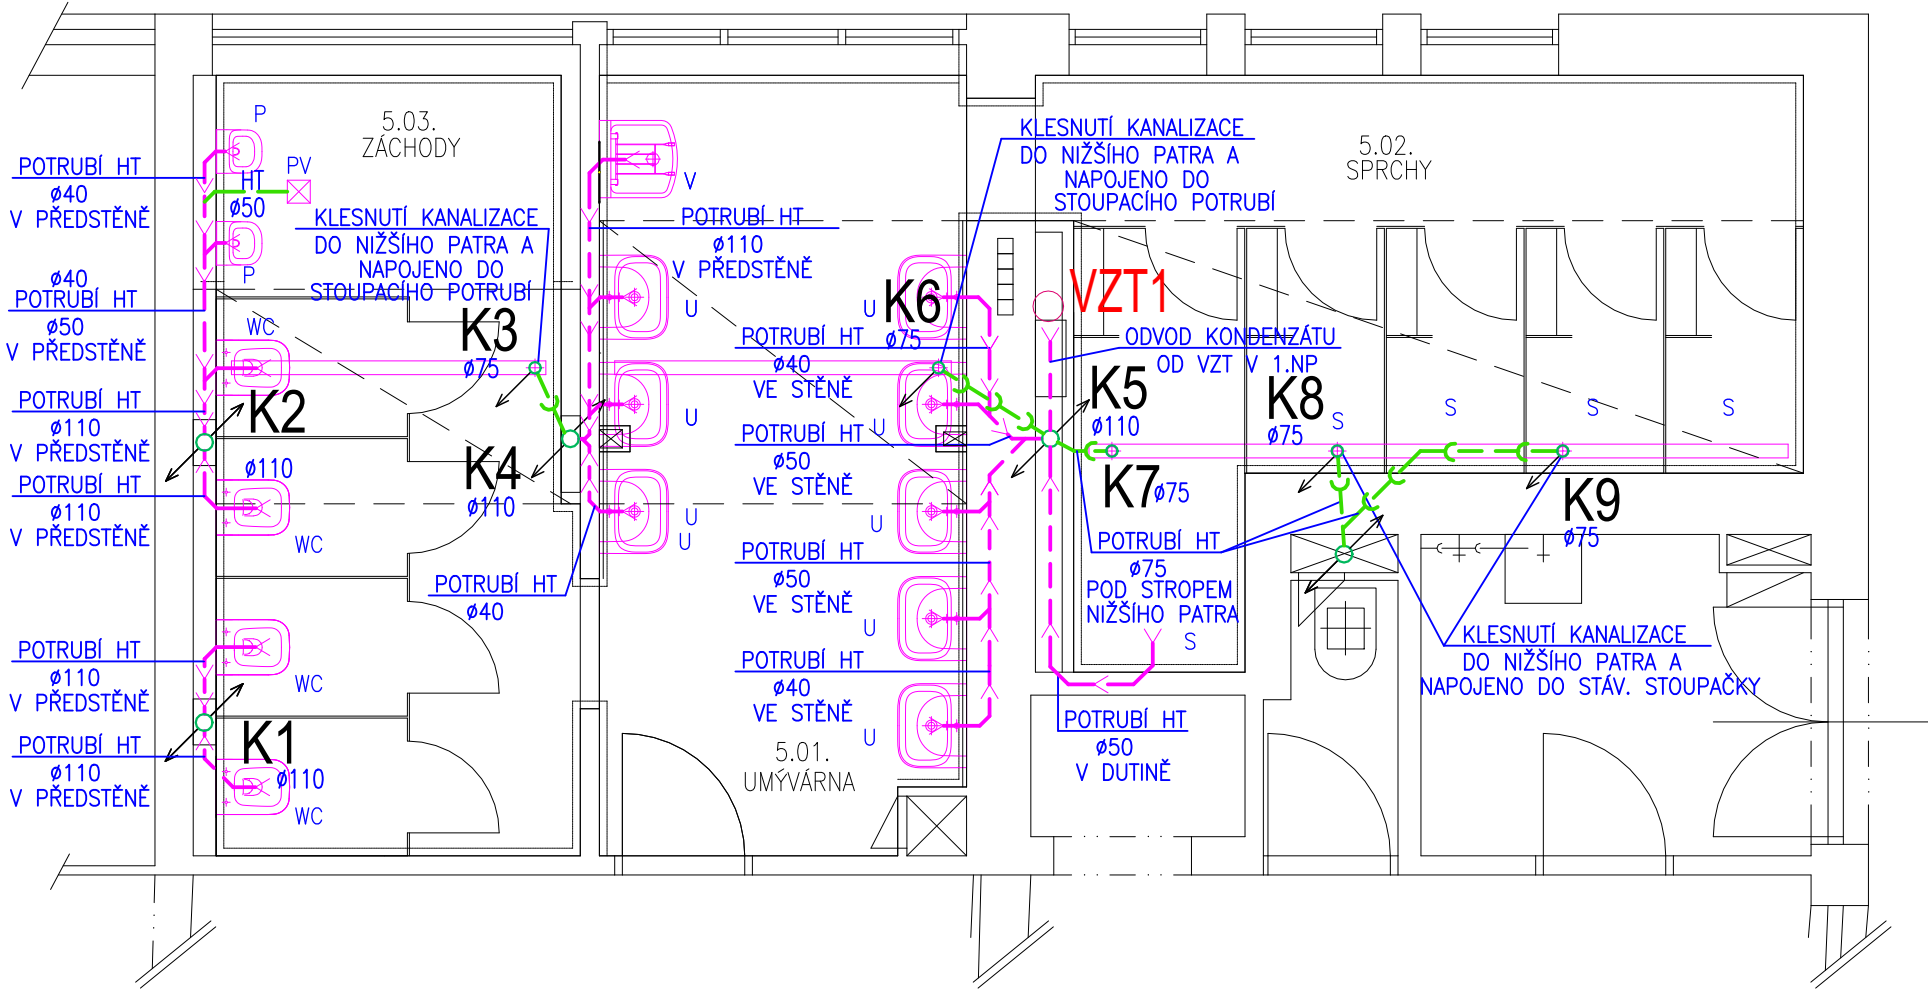 P
5.03.
ZÁCHODY
POTRUBÍ HT
ø40
V PŘEDSTĚNĚ
HT
ø50
PV
P
KLESNUTÍ KANALIZACE
DO NIŽŠÍHO PATRA A
NAPOJENO DO
STOUPACÍHO POTRUBÍ
ø40
POTRUBÍ HT
ø50
V PŘEDSTĚNĚ
WC
K3
ø75
POTRUBÍ HT
ø110
V PŘEDSTĚNĚ
K2
ø110
POTRUBÍ HT
ø110
V PŘEDSTĚNĚ
WC
K4
ø110
POTRUBÍ HT
ø40
POTRUBÍ HT
ø110
V PŘEDSTĚNĚ
WC
K1
ø110
POTRUBÍ HT
ø110
V PŘEDSTĚNĚ
WC
V
POTRUBÍ HT
ø110
V PŘEDSTĚNĚ
U
U
U
U
U
U
U
U
U
K6
ø75
POTRUBÍ HT
ø40
VE STĚNĚ
POTRUBÍ HT
ø50
VE STĚNĚ
POTRUBÍ HT
ø50
VE STĚNĚ
POTRUBÍ HT
ø40
VE STĚNĚ
5.01.
UMÝVÁRNA
KLESNUTÍ KANALIZACE
DO NIŽŠÍHO PATRA A
NAPOJENO DO
STOUPACÍHO POTRUBÍ
5.02.
SPRCHY
VZT1
ODVOD KONDENZÁTU
OD VZT V 1.NP
K5
ø110
K8
ø75
S
S
S
S
K7
ø75
K9
ø75
POTRUBÍ HT
ø75
POD STROPEM
NIŽŠÍHO PATRA
S
KLESNUTÍ KANALIZACE
DO NIŽŠÍHO PATRA A
NAPOJENO DO STÁV. STOUPAČKY
POTRUBÍ HT
ø50
V DUTINĚ